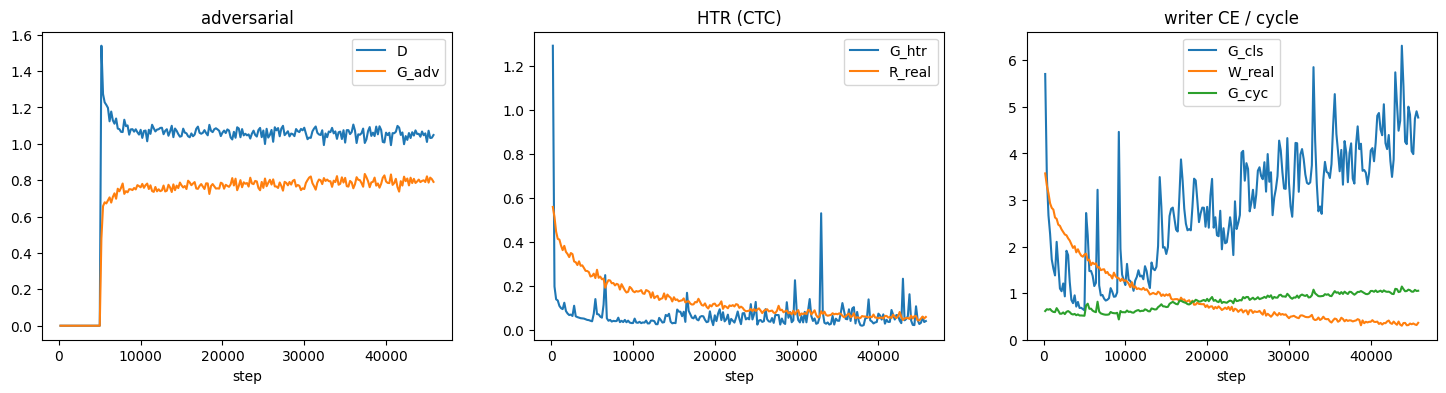 adversarial
1.6
1.4
1.2
1.0
0.8
0.6
0.4
0.2
0.0
D
G_adv
0 10000 20000 30000 40000
step
HTR (CTC)
1.2
1.0
0.8
0.6
0.4
0.2
0.0
G_htr
R_real
0 10000 20000 30000 40000
step
writer CE / cycle
6
5
4
3
2
1
0
G_cls
W_real
G_cyc
0 10000 20000 30000 40000
step